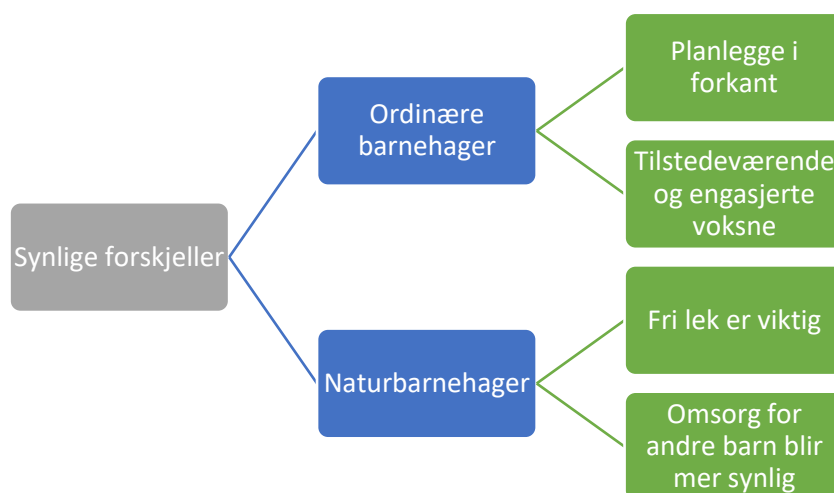 Synlige forskjeller
Ordinære
barnehager
Planlegge i
forkant
Tilstedeværende
og engasjerte
voksne
Naturbarnehager
Fri lek er viktig
Omsorg for
andre barn blir
mer synlig